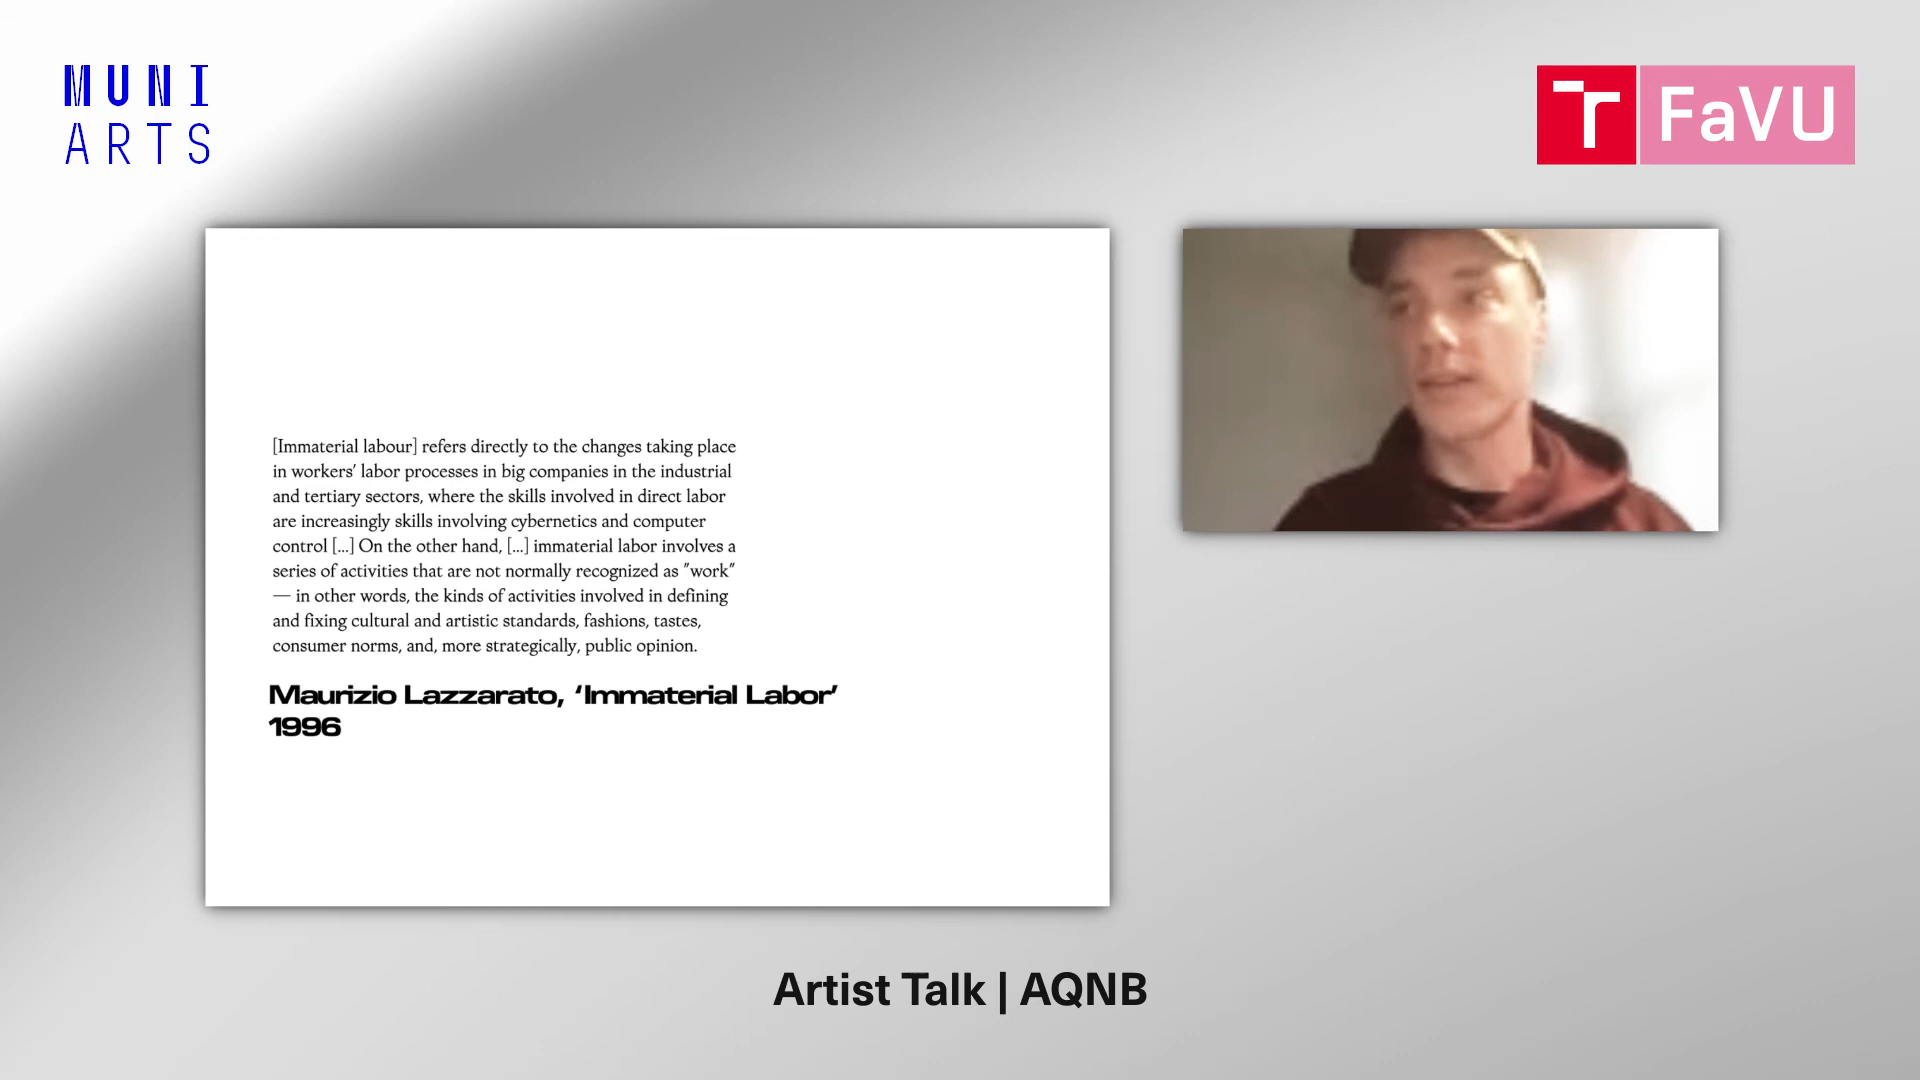 MUNI
ARTS
FaVU
[Immaterial labour] refers directly to the changes taking place
in workers’ labor processes in big companies in the industrial
and tertiary sectors, where the skills involved in direct labor
are increasingly skills involving cybernetics and computer
control [...] On the other hand, [...] immaterial labor involves a
series of activities that are not normally recognized as "work"
— in other words, the kinds of activities involved in defining
and fixing cultural and artistic standards, fashions, tastes,
consumer norms, and, more strategically, public opinion.
Maurizio Lazzarato, ‘Immaterial Labor’
1996
Artist Talk | AQNB